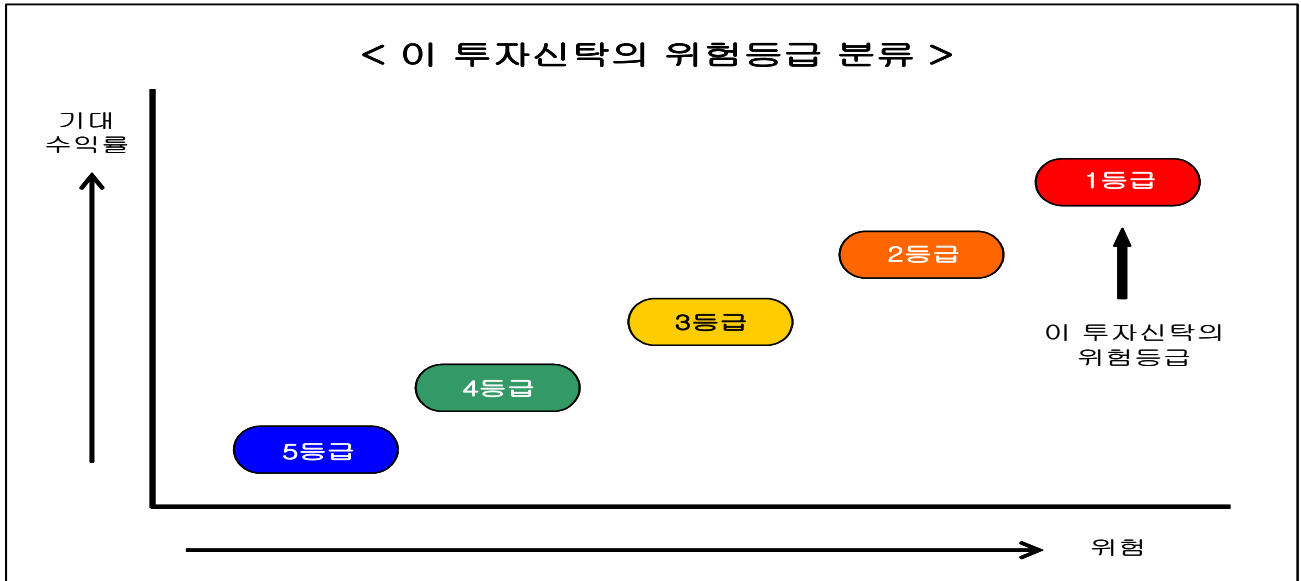 < 이 투자신탁의 위험등급 분류 >
기대
수익률
1등급
2등급
3등급
이 투자신탁의
위험등급
4등급
5등급
위험